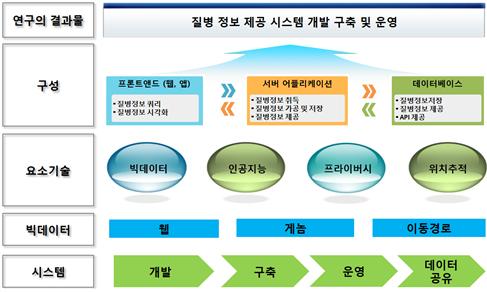 연구의 결과물
질병 정보 제공 시스템 개발 구축 및 운영
구성
프론트앤드 (웹, 앱)
• 질병정보 쿼리
• 질병정보 시각화
서버 어플리케이션
• 질병정보 취득
• 질병정보 가공 및 저장
• 질병정보 제공
데이터베이스
• 질병정보저장
• 질병정보 제공
• API 제공
요소기술
빅데이터
인공지능
프라이버시
위치추적
빅데이터
웹
게놈
이동경로
시스템
개발
구축
운영
데이터
공유